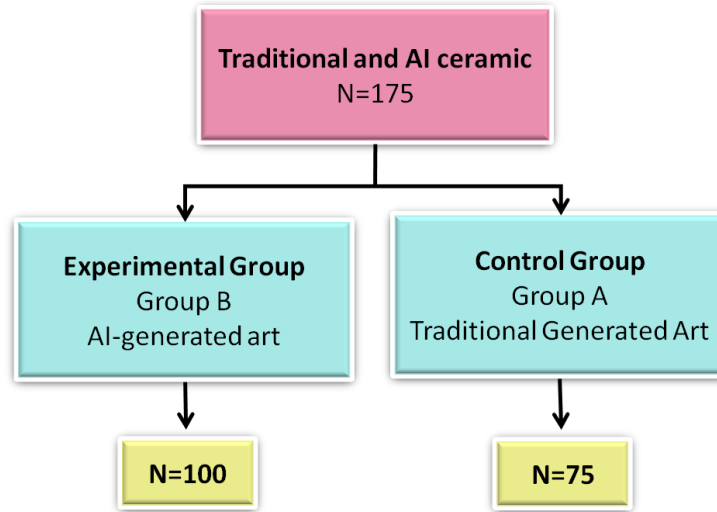 Traditional and AI ceramic
N=175
Experimental Group
Group B
AI-generated art
Control Group
Group A
Traditional Generated Art
N=100
N=75